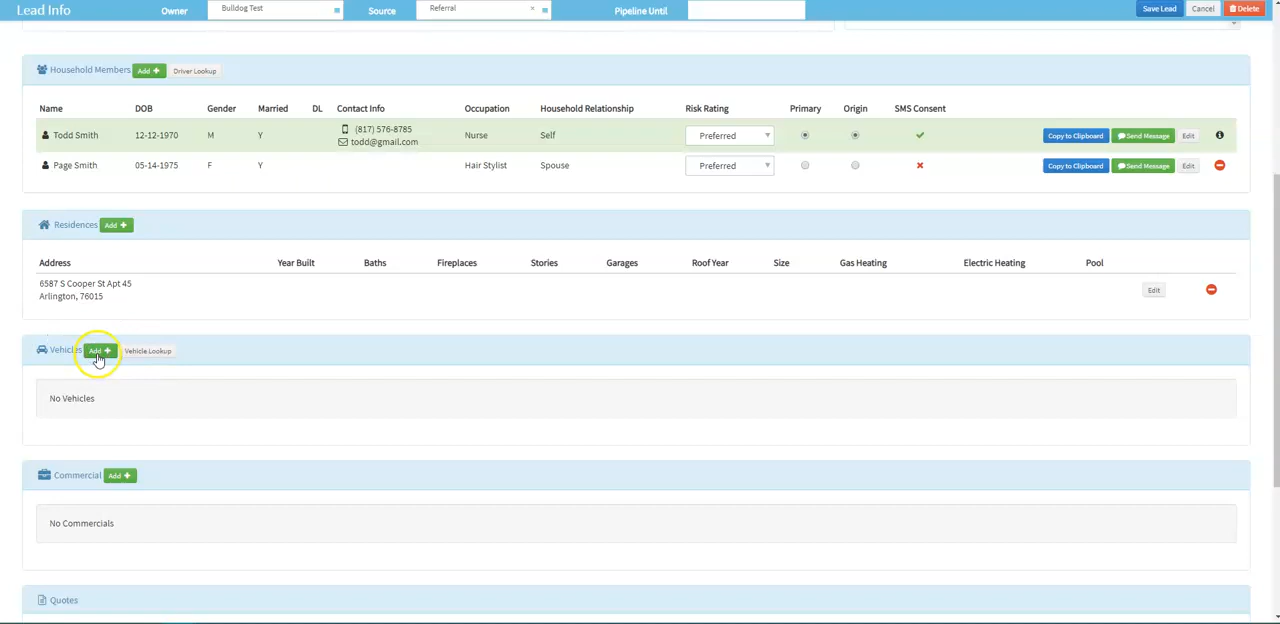 Lead Info Owner Bulldog Test Source Referral × Pipeline Until Save Lead Cancel Delete
Household Members Add + Driver Lookup
Name DOB Gender Married DL Contact Info Occupation Household Relationship Risk Rating Primary Origin SMS Consent
Todd Smith 12-12-1970 M Y (817) 576-8785 Nurse Self Preferred Copy to Clipboard Send Message Edit
todd@gmail.com
Page Smith 05-14-1975 F Y Hair Stylist Spouse Preferred Copy to Clipboard Send Message Edit
Residences Add +
Address Year Built Baths Fireplaces Stories Garages Roof Year Size Gas Heating Electric Heating Pool
6587 S Cooper St Apt 45 Edit
Arlington, 76015
Vehicles Add + Vehicle Lookup
No Vehicles
Commercial Add +
No Commercials
Quotes